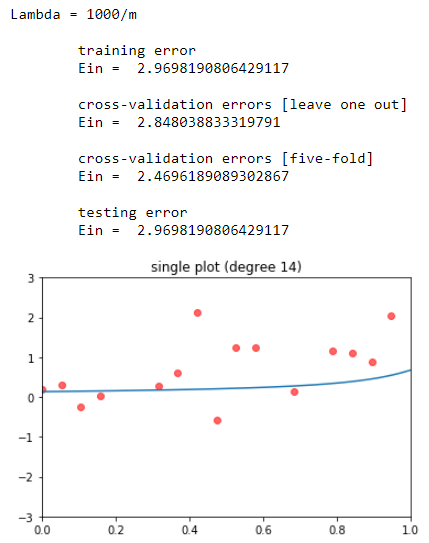 Lambda = 1000/m
training error
Ein = 2.9698190806429117
cross-validation errors [leave one out]
Ein = 2.848038833319791
cross-validation errors [five-fold]
Ein = 2.4696189089302867
testing error
Ein = 2.9698190806429117
single plot (degree 14)
3
2
1
0
−1
−2
−3
0.0 0.2 0.4 0.6 0.8 1.0